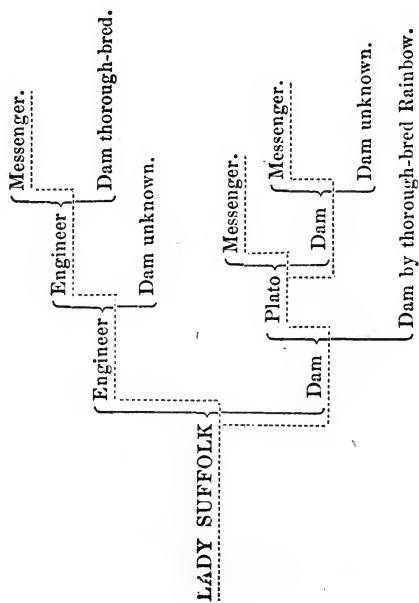 Messenger.
Engineer
Dam thorough-bred.
Engineer
Dam unknown.
LADY SUFFOLK
Messenger.
Plato
Messenger.
Dam
Dam unknown.
Dam
Dam by thorough-bred Rainbow.